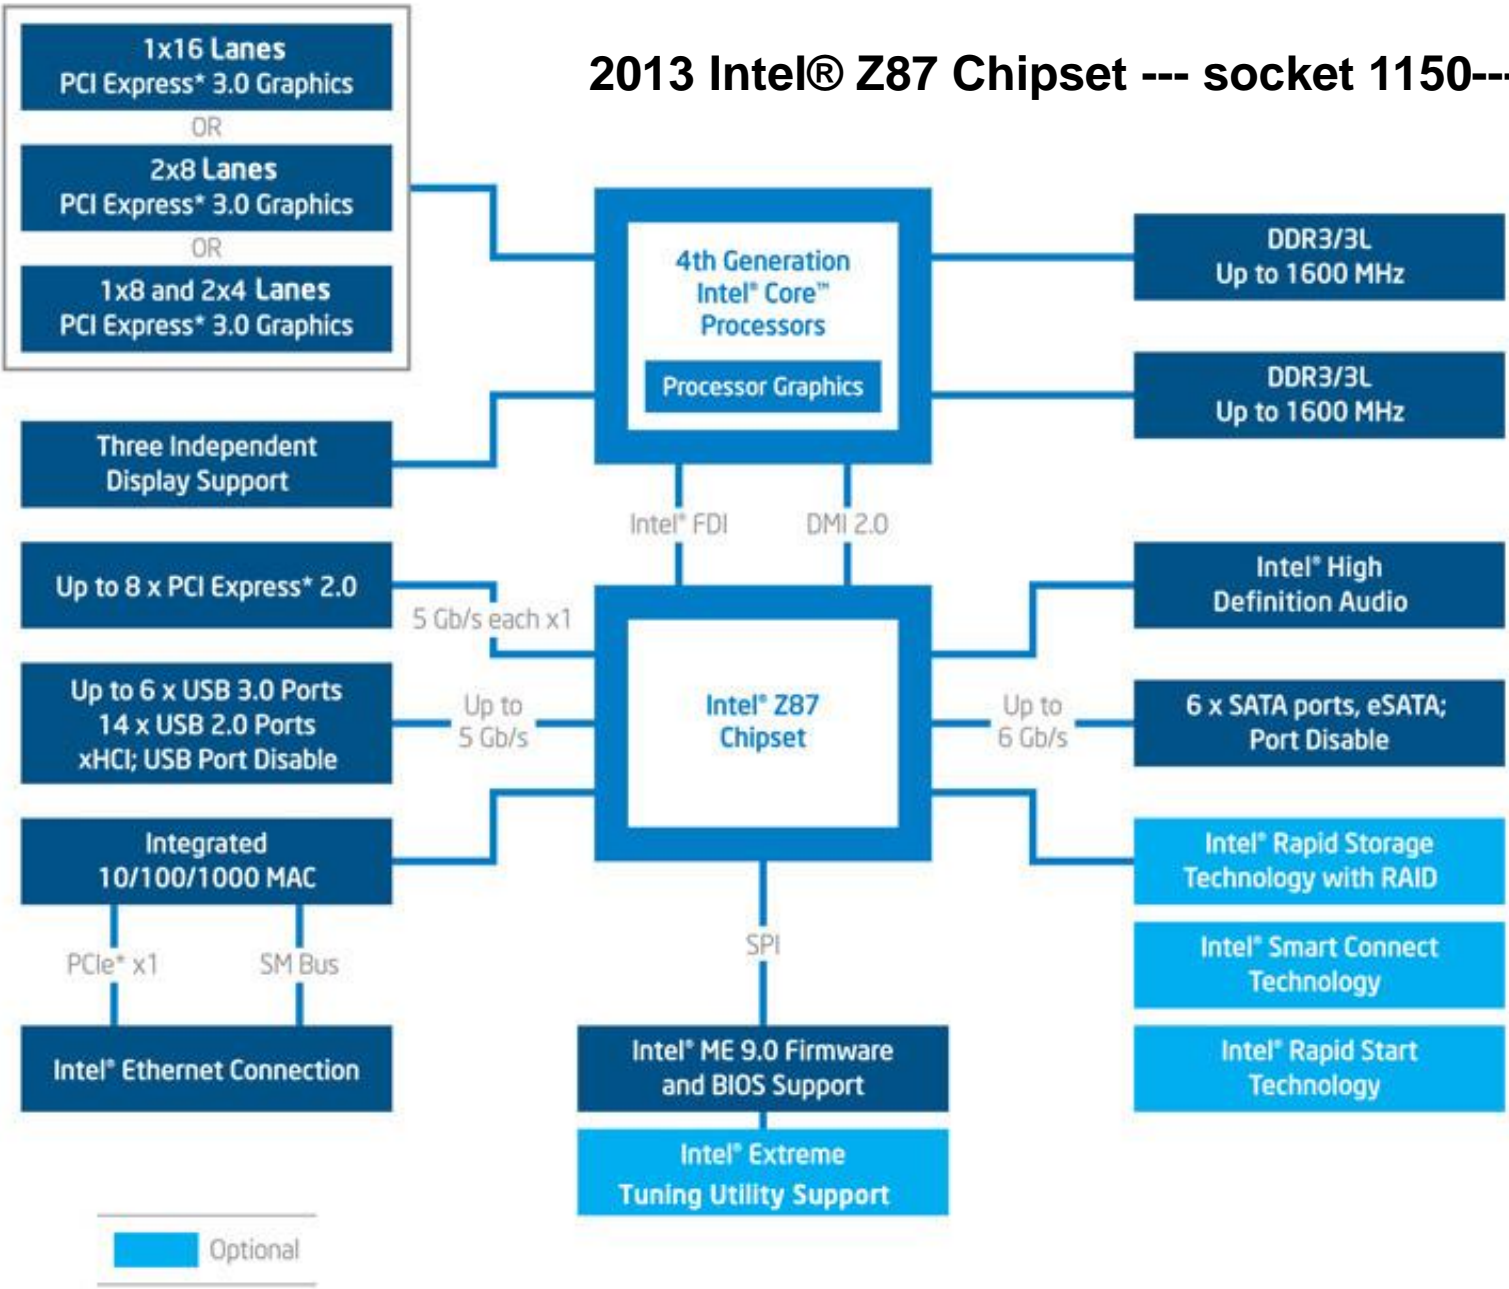 2013 Intel® Z87 Chipset --- socket 1150---
1x16 Lanes
PCI Express* 3.0 Graphics
OR
2x8 Lanes
PCI Express* 3.0 Graphics
OR
1x8 and 2x4 Lanes
PCI Express* 3.0 Graphics
4th Generation
Intel® Core™
Processors
Processor Graphics
DDR3/3L
Up to 1600 MHz
DDR3/3L
Up to 1600 MHz
Three Independent
Display Support
Intel® FDI
DMI 2.0
Up to 8 x PCI Express* 2.0
5 Gb/s each x1
Intel® High
Definition Audio
Up to 6 x USB 3.0 Ports
14 x USB 2.0 Ports
xHCI; USB Port Disable
Up to
5 Gb/s
Intel® Z87
Chipset
Up to
6 Gb/s
6 x SATA ports, eSATA;
Port Disable
Integrated
10/100/1000 MAC
Intel® Rapid Storage
Technology with RAID
PCIe* x1
SM Bus
SPI
Intel® Smart Connect
Technology
Intel® Ethernet Connection
Intel® ME 9.0 Firmware
and BIOS Support
Intel® Rapid Start
Technology
Intel® Extreme
Tuning Utility Support
Optional